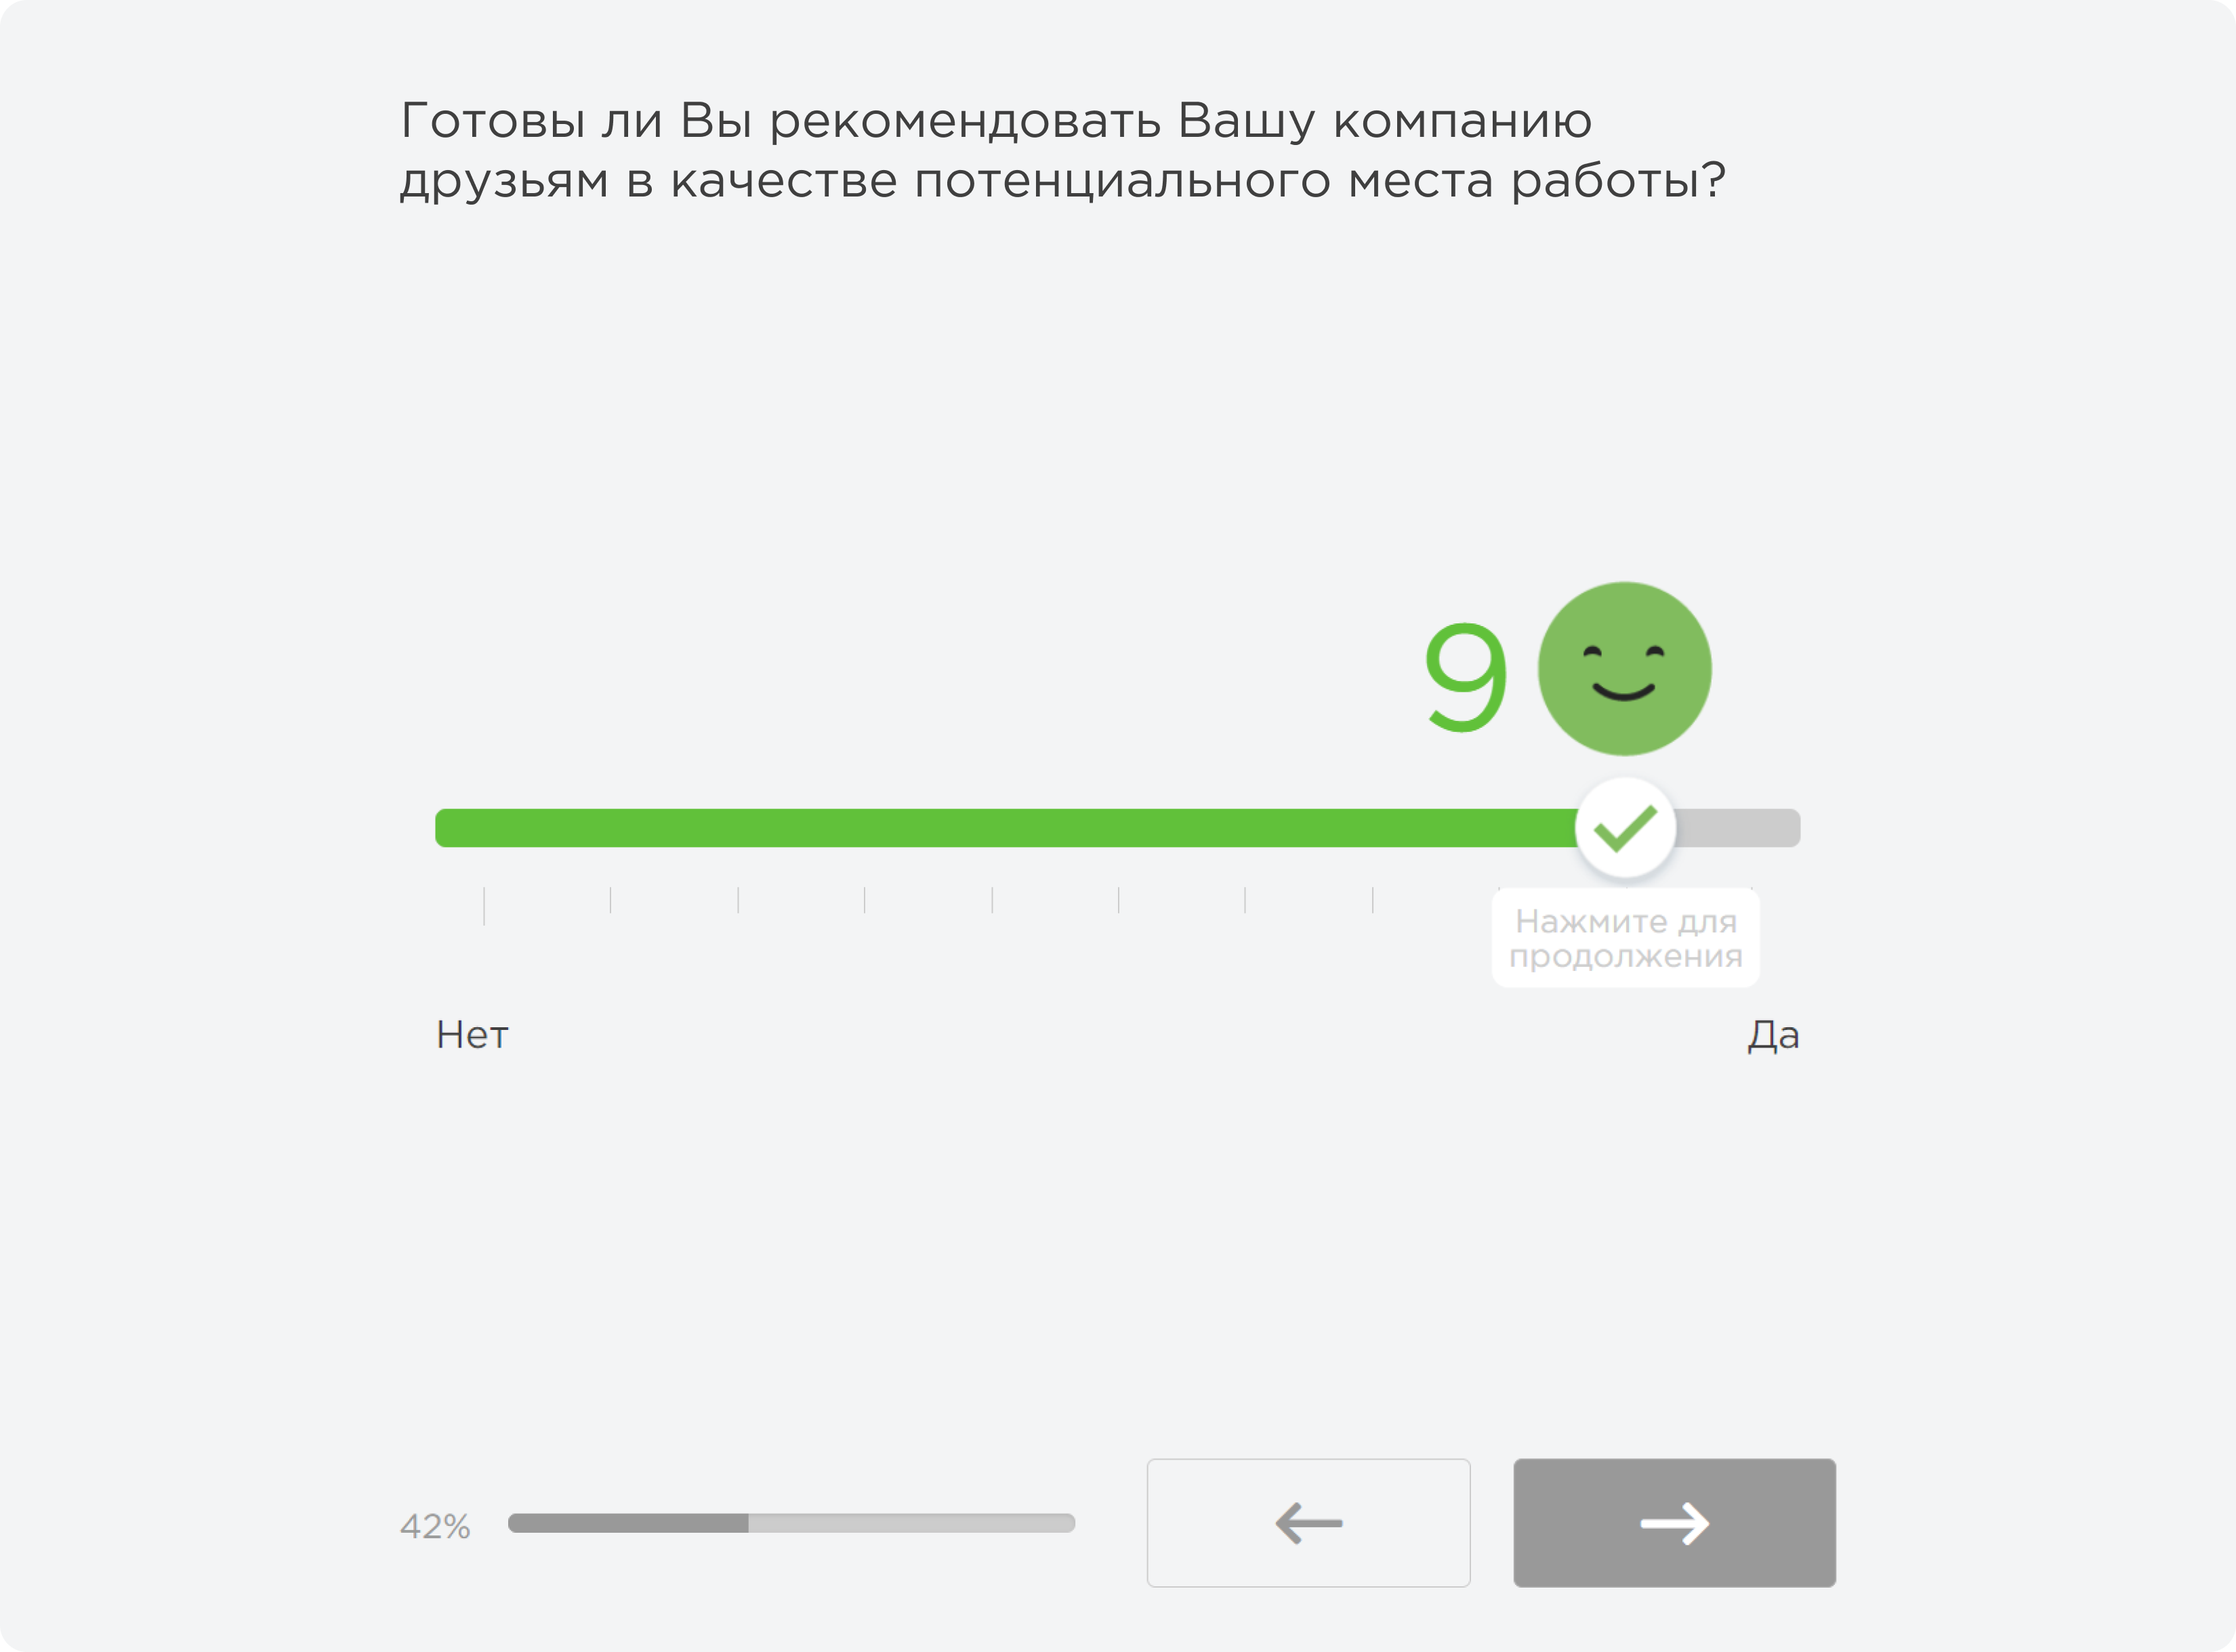 Готовы ли Вы рекомендовать Вашу компанию
друзьям в качестве потенциального места работы?
9
Нажмите для
продолжения
Нет
Да
42%